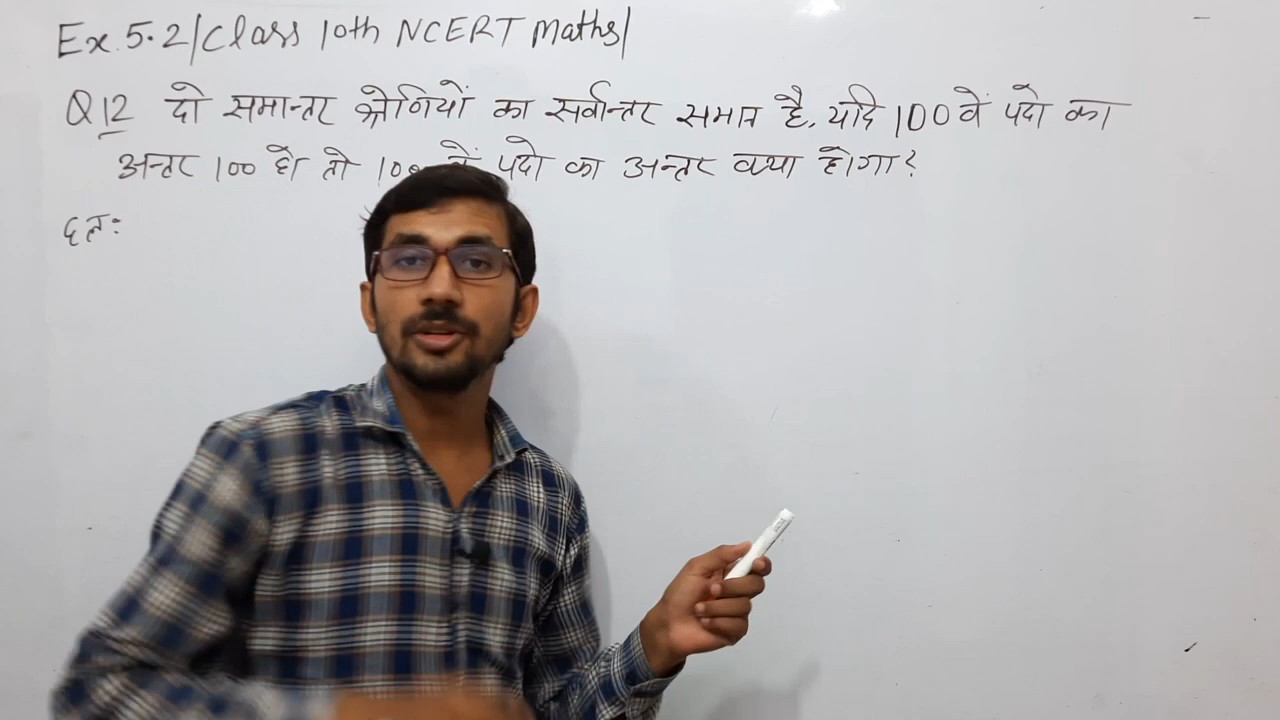 Ex. 5.2/Class 10th NCERT Maths/
Q12 दो समान्तर श्रेणियों का सर्वान्तर समान है, यदि 100 वें पदो का
अन्तर 100 हो तो वें पदो का अन्तर क्या होगा?
हल: